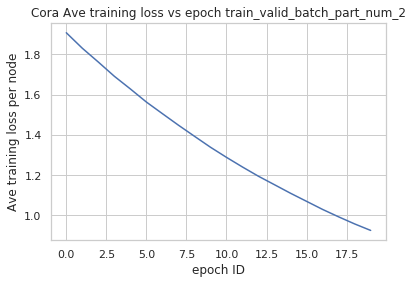 Cora Ave training loss vs epoch train_valid_batch_part_num_2
Ave training loss per node
1.8
1.6
1.4
1.2
1.0
0.0 2.5 5.0 7.5 10.0 12.5 15.0 17.5
epoch ID